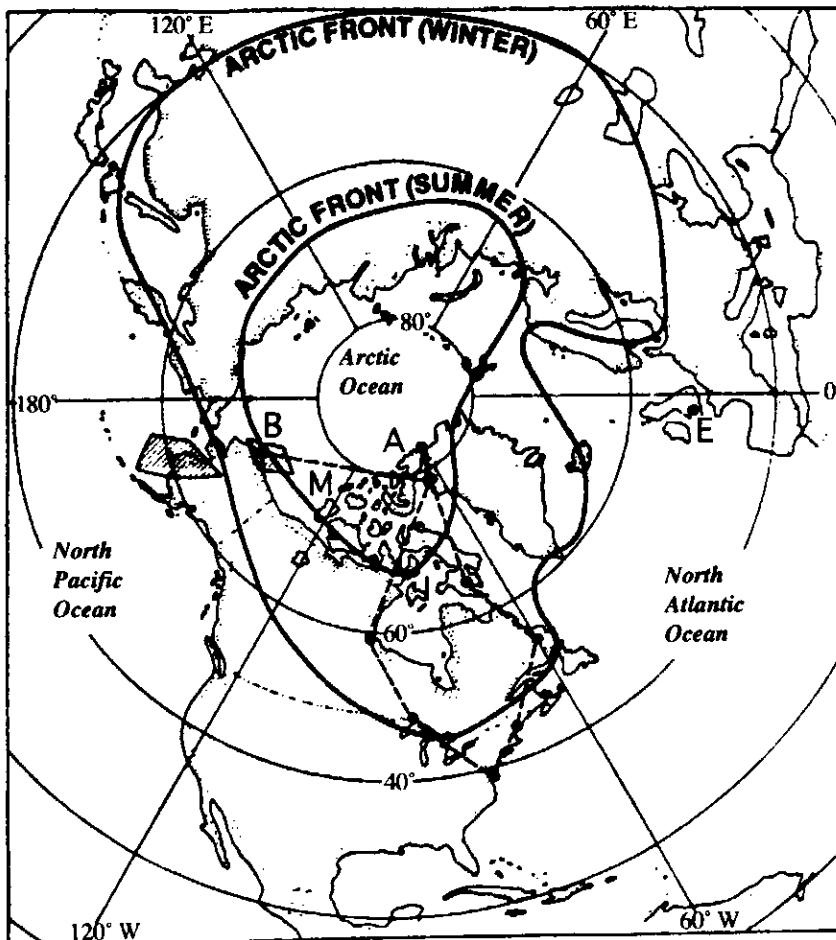 120° E
60° E
ARCTIC FRONT (WINTER)
ARCTIC FRONT (SUMMER)
80°
Arctic
Ocean
180°
0
B
A
E
M
J
North
Pacific
Ocean
North
Atlantic
Ocean
60°
40°
120° W
60° W